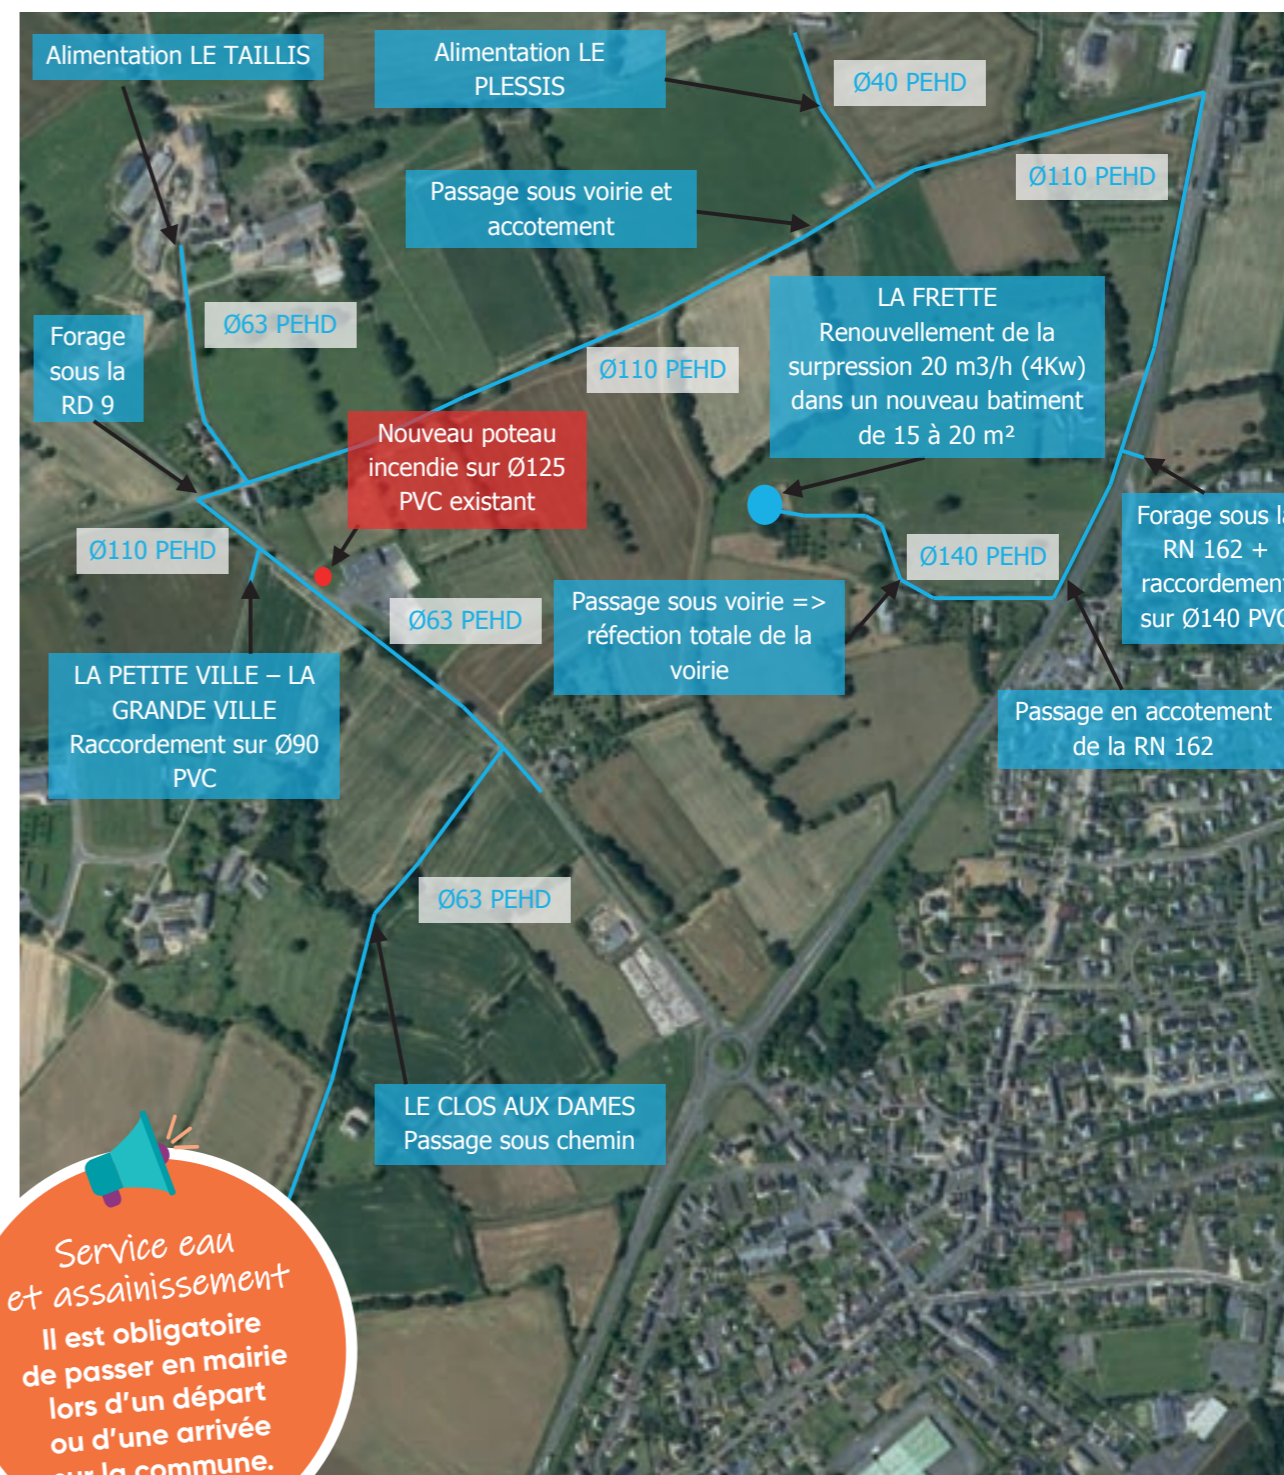 Alimentation LE TAILLIS
Alimentation LE
PLESSIS
Ø40 PEHD
Ø110 PEHD
Passage sous voirie et
accotement
Ø63 PEHD
Forage
sous la
RD 9
Ø110 PEHD
LA FRETTE
Renouvellement de la
surpression 20 m3/h (4Kw)
dans un nouveau batiment
de 15 à 20 m²
Nouveau poteau
incendie sur Ø125
PVC existant
Ø110 PEHD
Ø140 PEHD
Forage sous la
RN 162 +
raccordement
sur Ø140 PVC
Passage sous voirie =>
réfection totale de la
voirie
Ø63 PEHD
LA PETITE VILLE – LA
GRANDE VILLE
Raccordement sur Ø90
PVC
Passage en accotement
de la RN 162
Ø63 PEHD
LE CLOS AUX DAMES
Passage sous chemin
Service eau
et assainissement
Il est obligatoire
de passer en mairie
lors d'un départ
ou d'une arrivée
sur la commune.